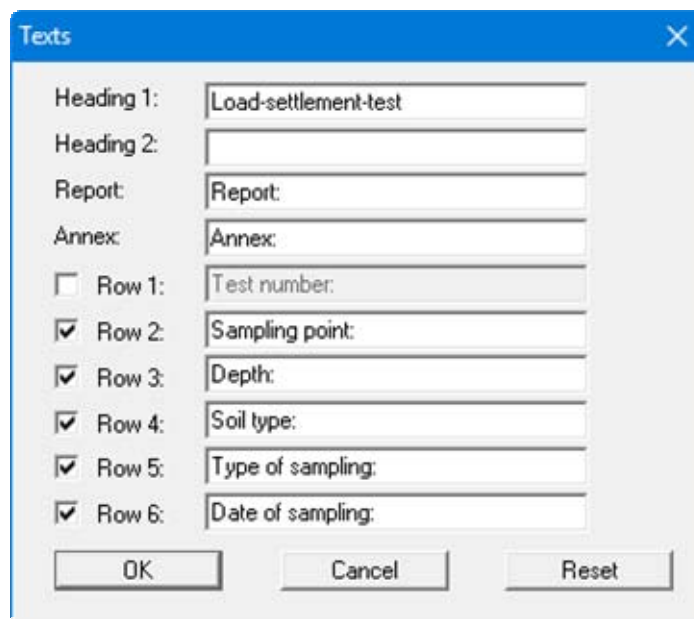 Texts
Heading 1: Load-settlement-test
Heading 2:
Report: Report:
Annex: Annex:
Row 1: Test number:
Row 2: Sampling point:
Row 3: Depth:
Row 4: Soil type:
Row 5: Type of sampling:
Row 6: Date of sampling:
OK Cancel Reset